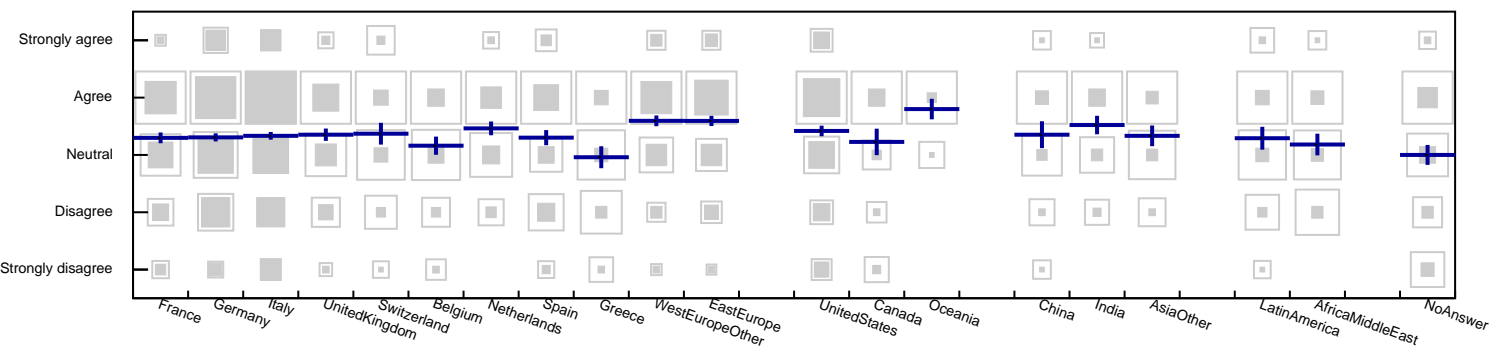 Strongly agree
Agree
Neutral
Disagree
Strongly disagree
France
Germany
Italy
UnitedKingdom
Switzerland
Belgium
Netherlands
Spain
Greece
WestEuropeOther
EastEurope
UnitedStates
Canada
Oceania
China
India
AsiaOther
LatinAmerica
AfricaMiddleEast
NoAnswer